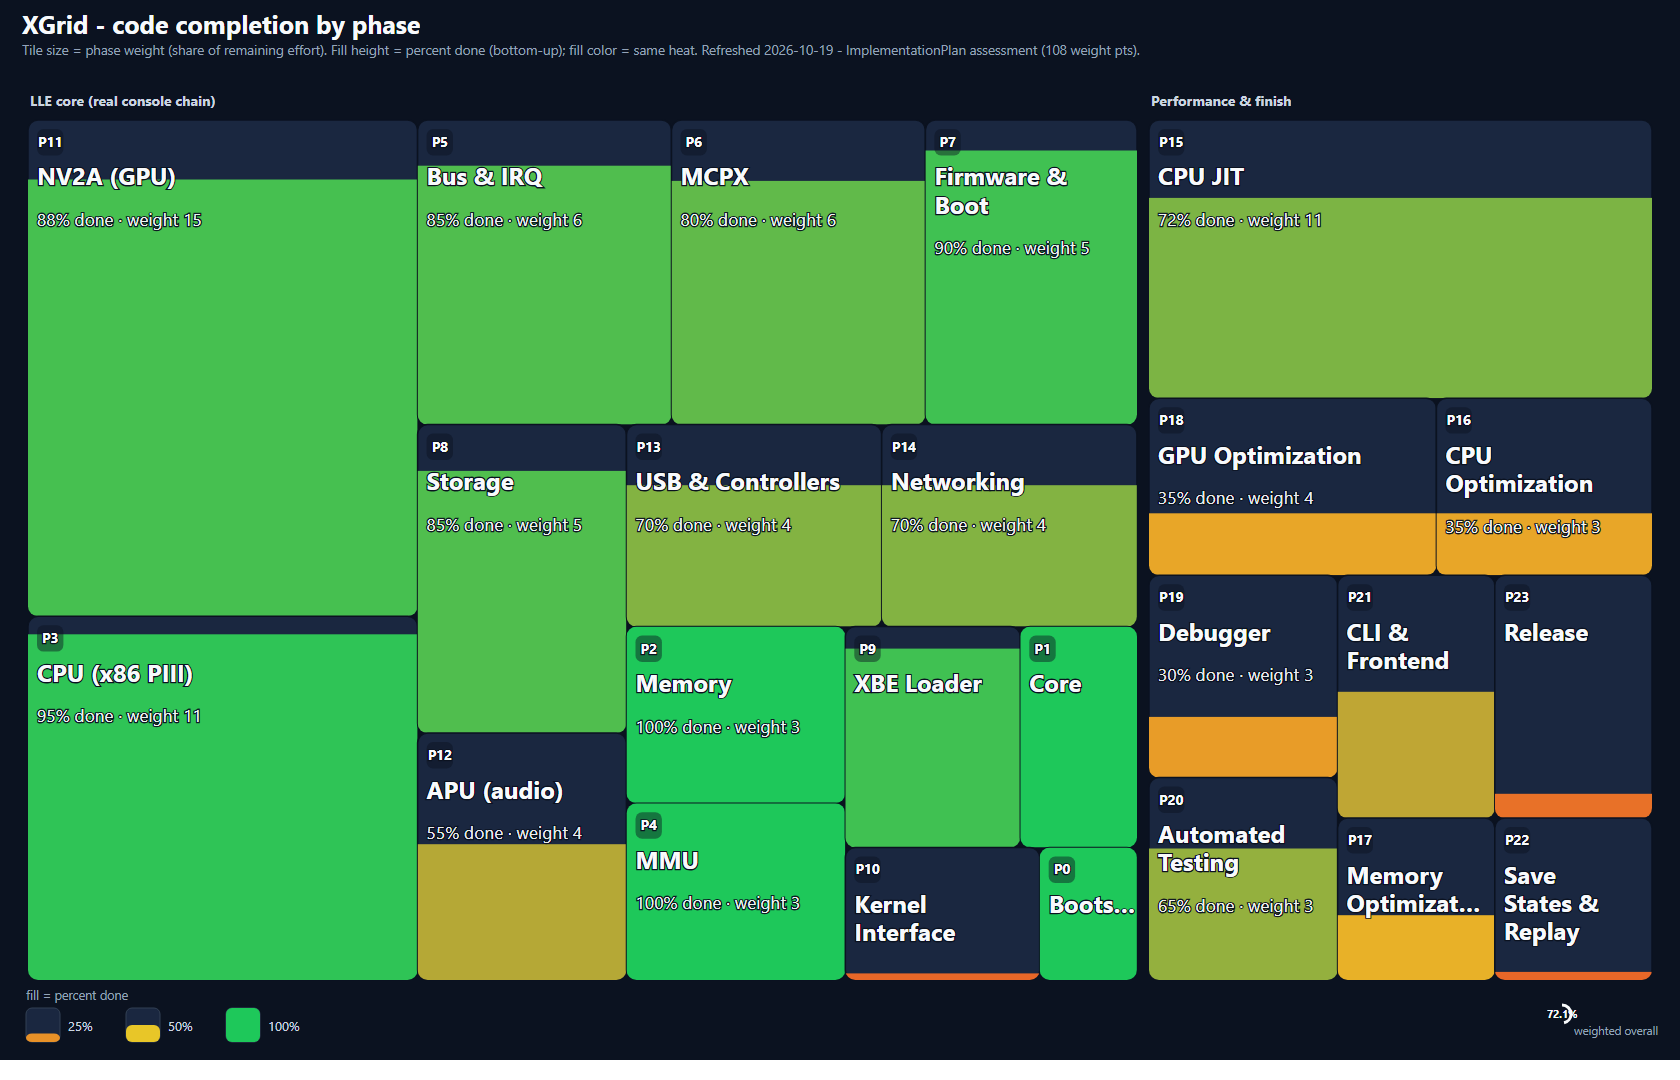 XGrid - code completion by phase
Tile size = phase weight (share of remaining effort). Fill height = percent done (bottom-up); fill color = same heat. Refreshed 2026-10-19 - ImplementationPlan assessment (108 weight pts).
LLE core (real console chain)
P11
NV2A (GPU)
88% done · weight 15
P5
Bus & IRQ
85% done · weight 6
P6
MCPX
80% done · weight 6
P7
Firmware &
Boot
90% done · weight 5
P8
Storage
85% done · weight 5
P13
USB & Controllers
70% done · weight 4
P14
Networking
70% done · weight 4
P3
CPU (x86 PIII)
95% done · weight 11
P2
Memory
100% done · weight 3
P9
XBE Loader
P1
Core
P12
APU (audio)
55% done · weight 4
P4
MMU
100% done · weight 3
P10
Kernel
Interface
P0
Boots...
Performance & finish
P15
CPU JIT
72% done · weight 11
P18
GPU Optimization
35% done · weight 4
P16
CPU
Optimization
35% done · weight 3
P19
Debugger
30% done · weight 3
P21
CLI &
Frontend
P23
Release
P20
Automated
Testing
65% done · weight 3
P17
Memory
Optimizat...
P22
Save
States &
Replay
fill = percent done
25%
50%
100%
72.1%
weighted overall